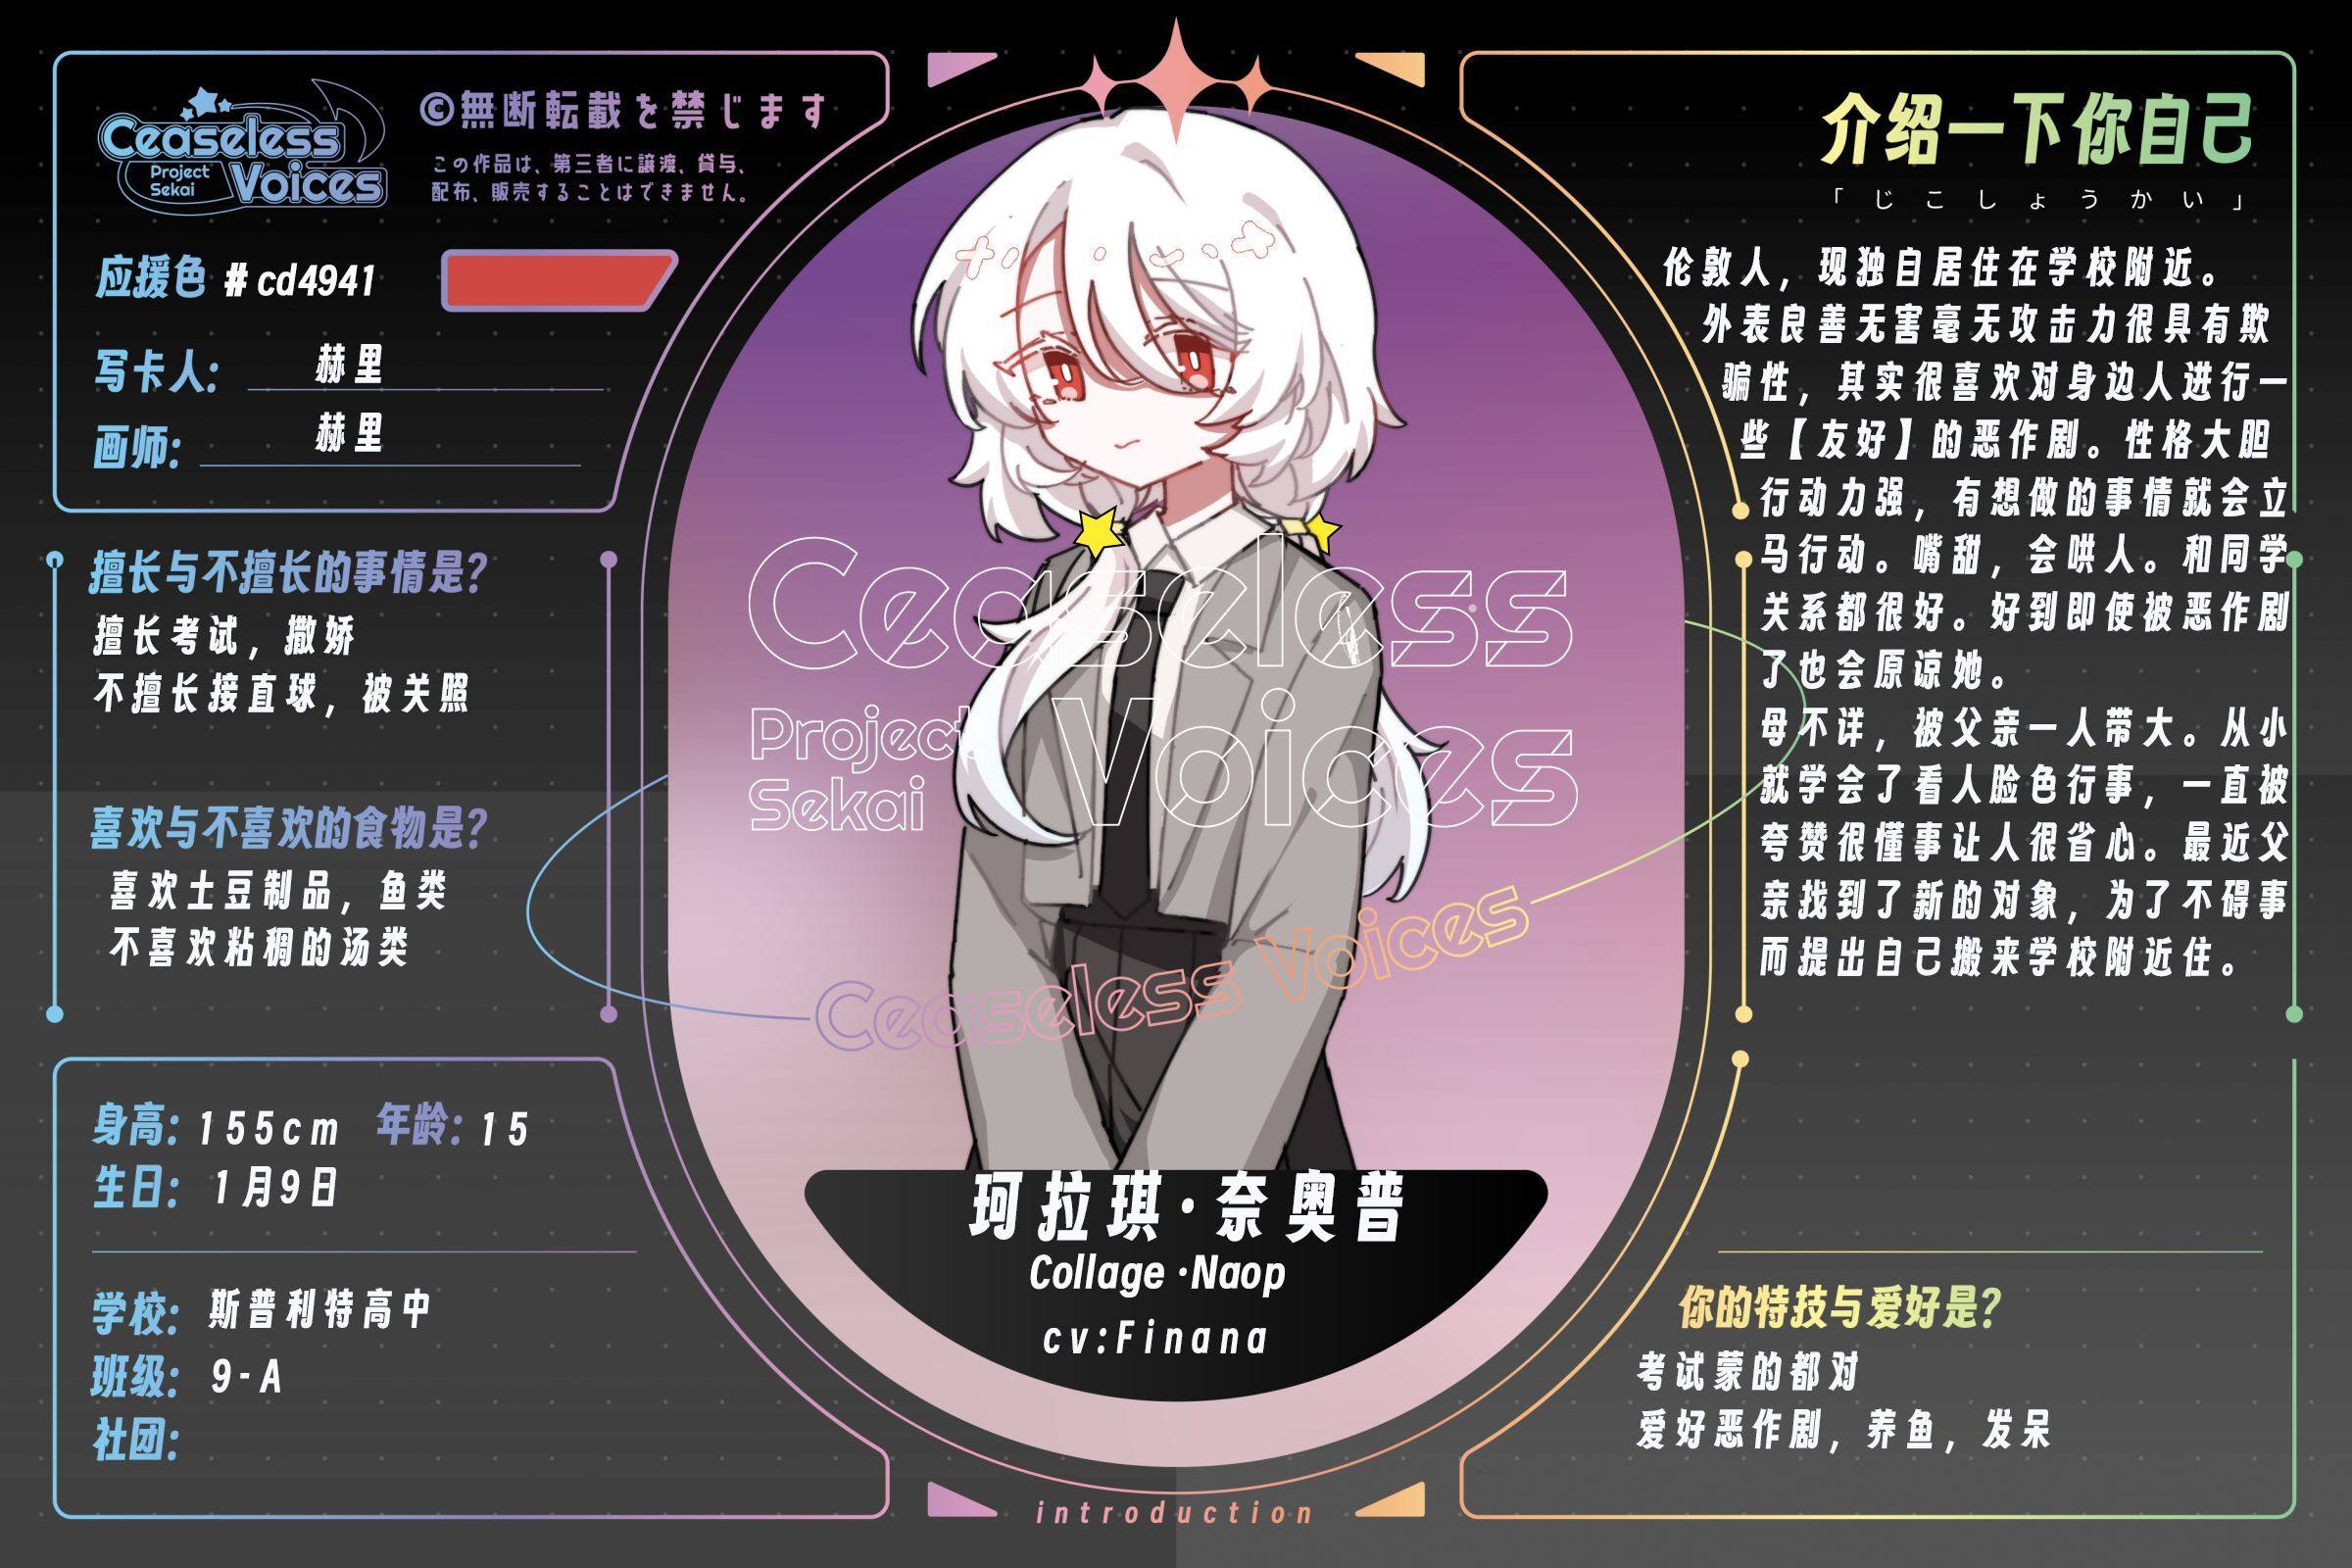 Ceaseless
Project
Sekai
Voices
©無断転載を禁じます
この作品は、第三者に譲渡、貸与、
配布、販売することはできません。
应援色 #cd4941
写卡人: 赫里
画师: 赫里
擅长与不擅长的事情是?
擅长考试，撒娇
不擅长接直球，被关照
喜欢与不喜欢的食物是?
喜欢土豆制品，鱼类
不喜欢粘稠的汤类
身高: 155cm 年龄: 15
生日: 1月9日
学校: 斯普利特高中
班级: 9-A
社团:
Ceaseless
Project
Sekai
Voices
Ceaseless Voices
珂拉琪·奈奥普
Collage ·Naop
cv:Finana
introduction
介绍一下你自己
「じこしょうかい」
伦敦人，现独自居住在学校附近。
外表良善无害毫无攻击力很具有欺
骗性，其实很喜欢对身边人进行一
些【友好】的恶作剧。性格大胆
行动力强，有想做的事情就会立
马行动。嘴甜，会哄人。和同学
关系都很好。好到即使被恶作剧
了也会原谅她。
母不详，被父亲一人带大。从小
就学会了看人脸色行事，一直被
夸赞很懂事让人很省心。最近父
亲找到了新的对象，为了不碍事
而提出自己搬来学校附近住。
你的特技与爱好是?
考试蒙的都对
爱好恶作剧，养鱼，发呆